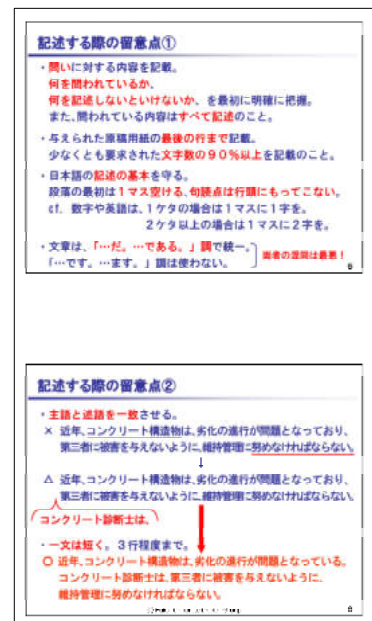 記述する際の留意点①
・問いに対する内容を記載。
何を問われているか、
何を記述しないといけないか、を最初に明確に把握。
また、問われている内容はすべて記述のこと。
・与えられた原稿用紙の最後の行まで記載。
少なくとも要求された文字数の90%以上を記載のこと。
・日本語の記述の基本を守る。
段落の最初は1マス空ける、句読点は行頭にもってこない。
cf. 数字や英語は、1ケタの場合は1マスに1字を。
2ケタ以上の場合は1マスに2字を。
・文章は、「…だ。…である。」調で統一。
「…です。…ます。」調は使わない。
両者の混同は最悪!
5
記述する際の留意点②
・主語と述語を一致させる。
× 近年、コンクリート構造物は、劣化の進行が問題となっており、
第三者に被害を与えないように、維持管理に努めなければならない。
↓
△ 近年、コンクリート構造物は、劣化の進行が問題となっており、
第三者に被害を与えないように、維持管理に努めなければならない。
コンクリート診断士は、
・一文は短く。3行程度まで。
○ 近年、コンクリート構造物は、劣化の進行が問題となっている。
コンクリート診断士は、第三者に被害を与えないように、
維持管理に努めなければならない。
6